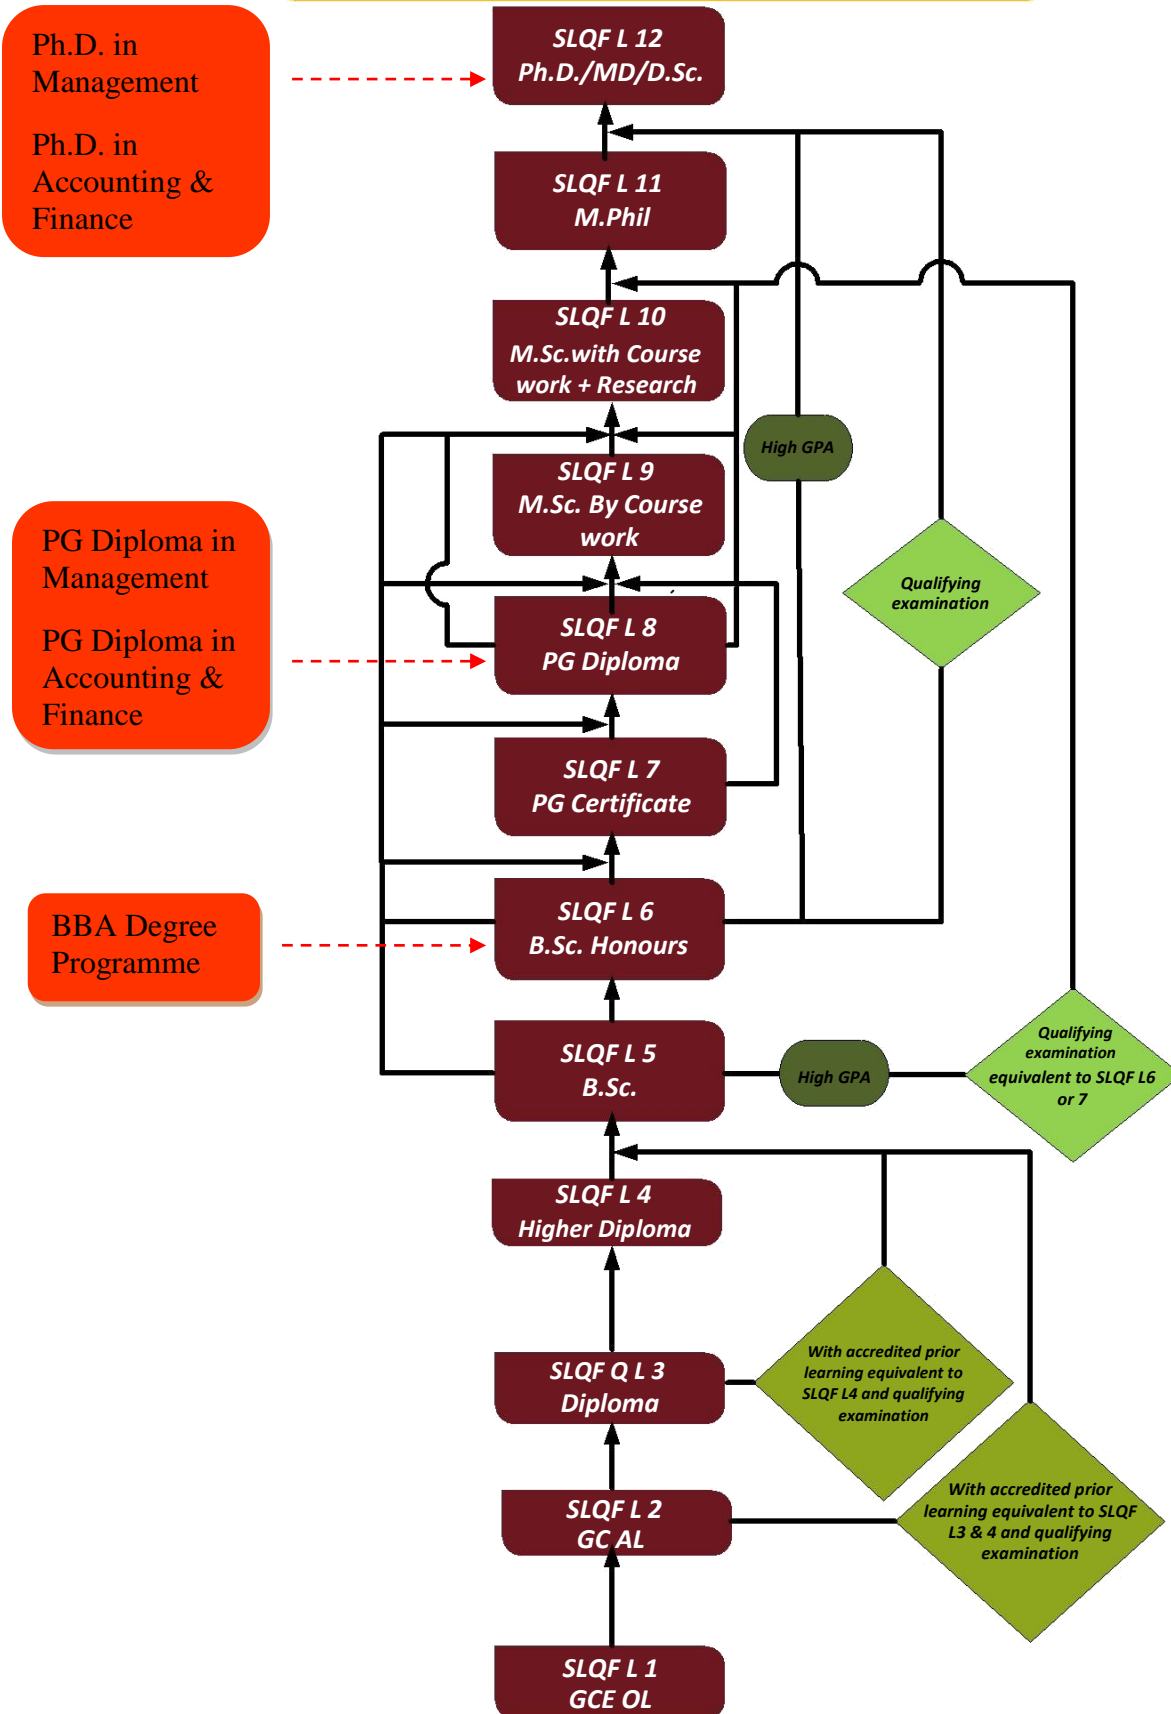 Ph.D. in
Management
Ph.D. in
Accounting &
Finance
SLQF L 12
Ph.D./MD/D.Sc.
SLQF L 11
M.Phil
SLQF L 10
M.Sc.with Course
work + Research
High GPA
SLQF L 9
M.Sc. By Course
work
PG Diploma in
Management
PG Diploma in
Accounting &
Finance
Qualifying
examination
SLQF L 8
PG Diploma
SLQF L 7
PG Certificate
BBA Degree
Programme
SLQF L 6
B.Sc. Honours
SLQF L 5
B.Sc.
High GPA
Qualifying
examination
equivalent to SLQF L6
or 7
SLQF L 4
Higher Diploma
SLQF Q L 3
Diploma
With accredited prior
learning equivalent to
SLQF L4 and qualifying
examination
SLQF L 2
GC AL
With accredited prior
learning equivalent to SLQF
L3 & 4 and qualifying
examination
SLQF L 1
GCE OL